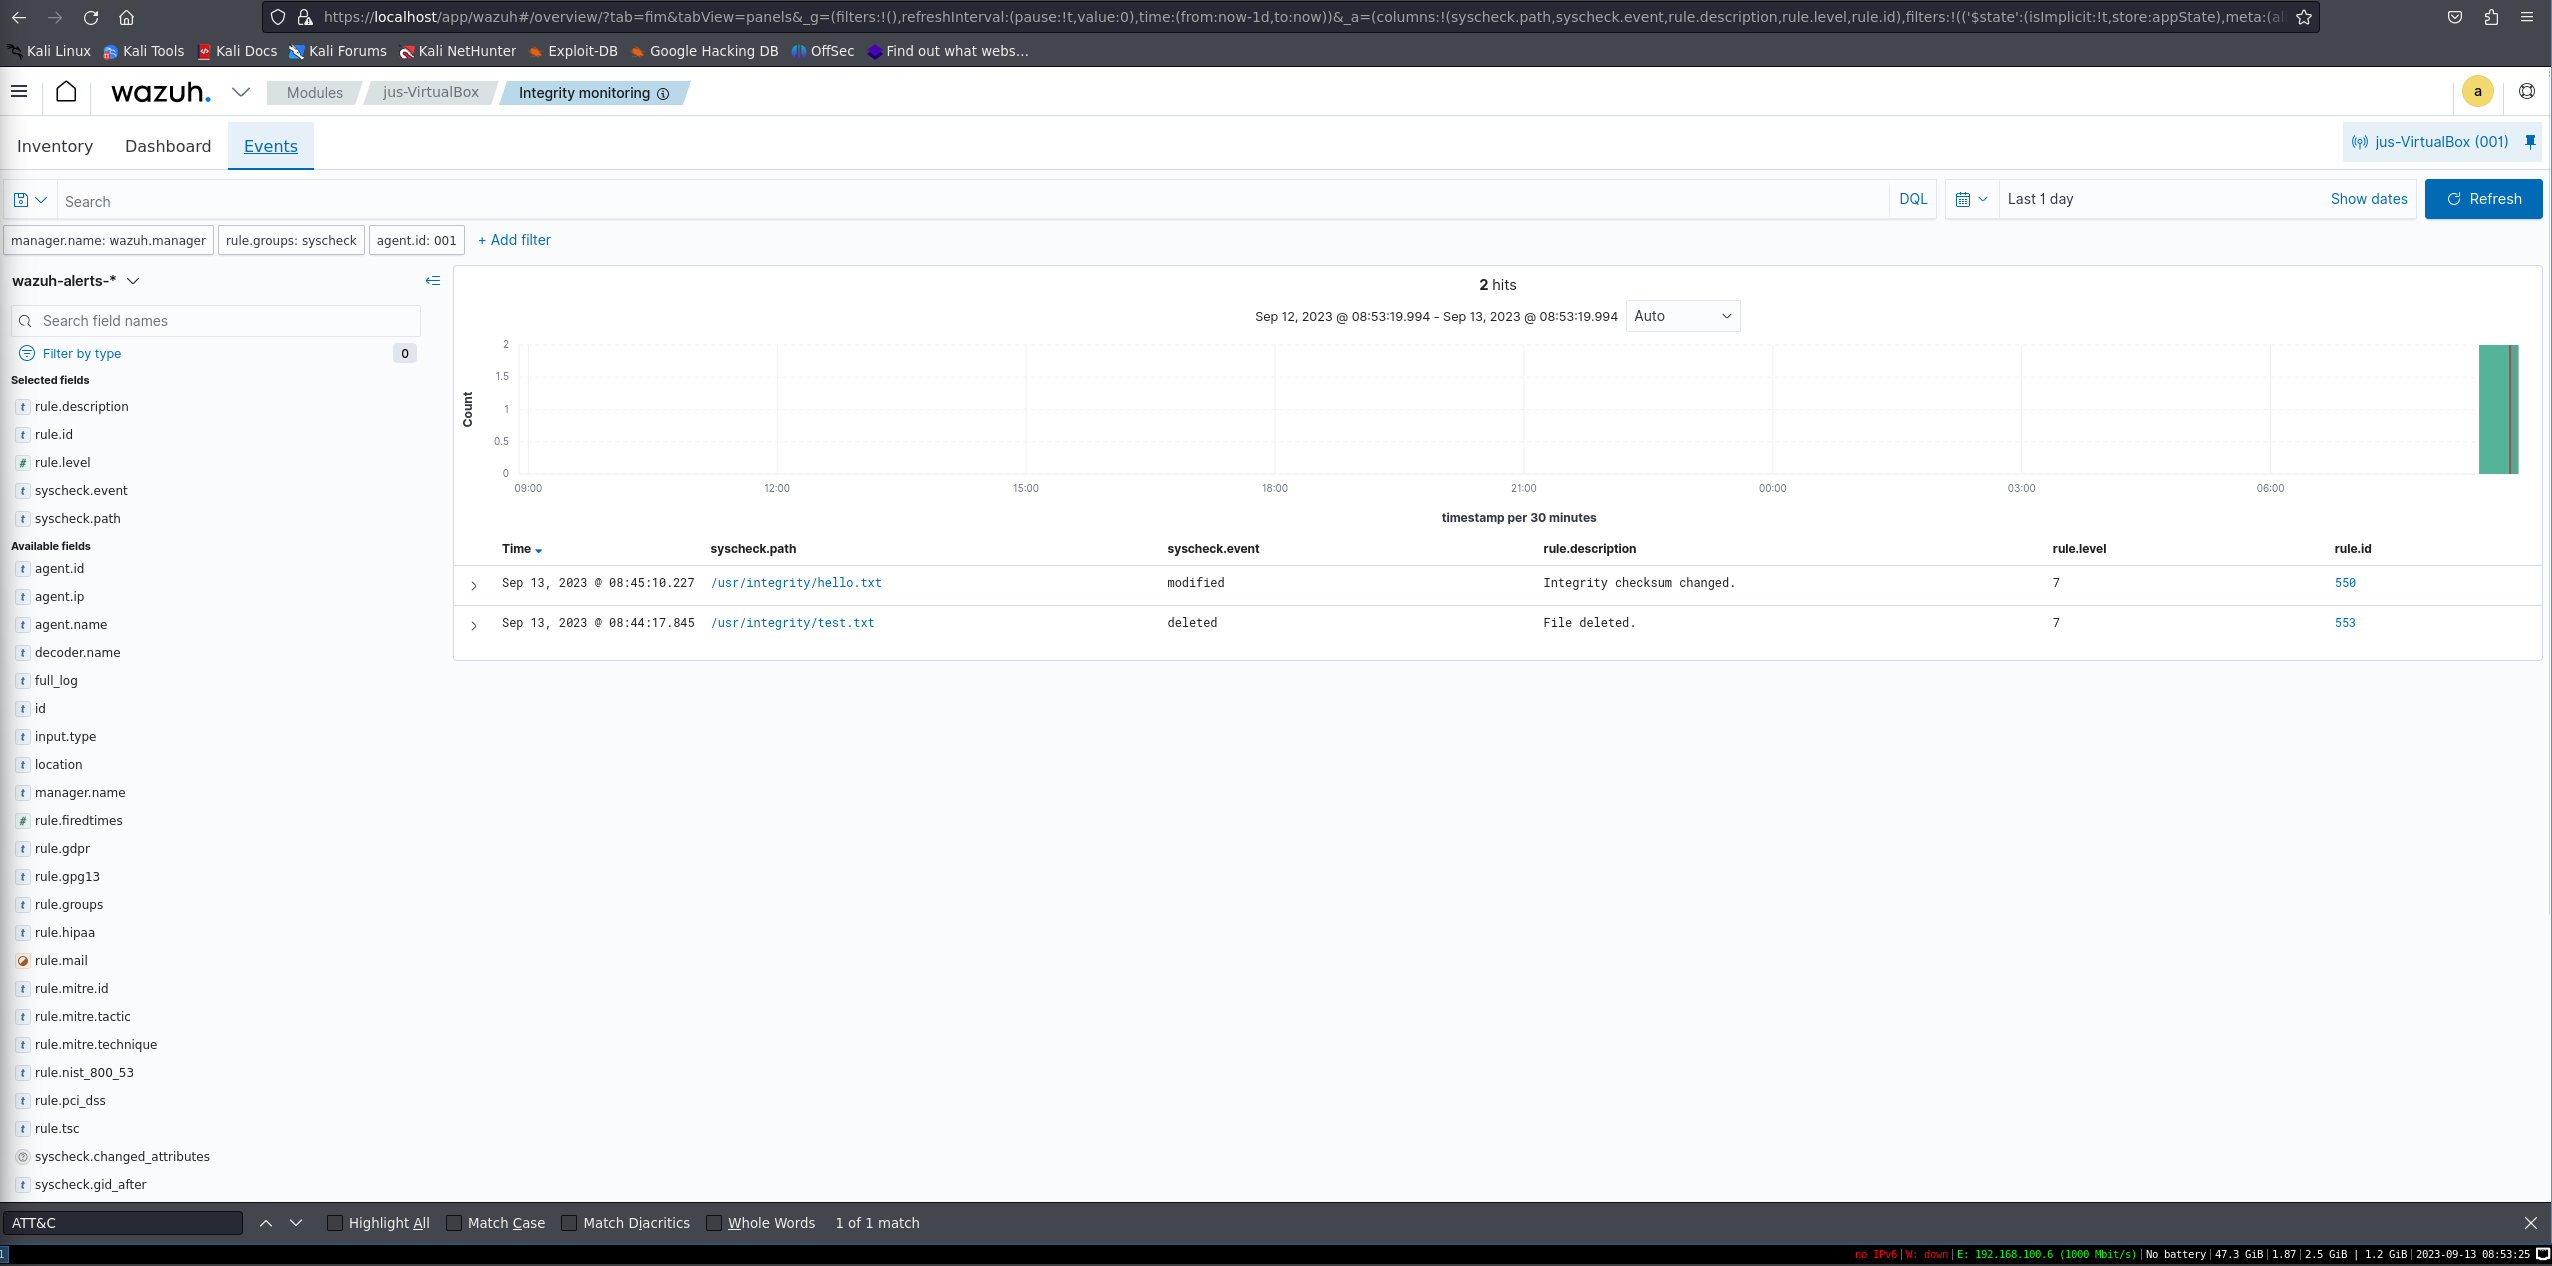 https://localhost/app/wazuh#/overview/?tab=fim&tabView=panels&_g=(filters:!(),refreshInterval:(pause:!t,value:0),time:(from:now-1d,to:now))&_a=(columns:!(syscheck.path,syscheck.event,rule.description,rule.level,rule.id),filters:!(('$state':(isImplicit:!t,store:appState),meta:(al
Kali Linux Kali Tools Kali Docs Kali Forums Kali NetHunter Exploit-DB Google Hacking DB OffSec Find out what webs…
wazuh. Modules jus-VirtualBox Integrity monitoring a
Inventory Dashboard Events jus-VirtualBox (001)
Search DQL Last 1 day Show dates Refresh
manager.name: wazuh.manager rule.groups: syscheck agent.id: 001 + Add filter
wazuh-alerts-*
Search field names
Filter by type 0
Selected fields
t rule.description
t rule.id
# rule.level
t syscheck.event
t syscheck.path
Available fields
t agent.id
t agent.ip
t agent.name
t decoder.name
t full_log
t id
t input.type
t location
t manager.name
# rule.firedtimes
t rule.gdpr
t rule.gpg13
t rule.groups
t rule.hipaa
rule.mail
t rule.mitre.id
t rule.mitre.tactic
t rule.mitre.technique
t rule.nist_800_53
t rule.pci_dss
t rule.tsc
syscheck.changed_attributes
t syscheck.gid_after
2 hits
Sep 12, 2023 @ 08:53:19.994 - Sep 13, 2023 @ 08:53:19.994 Auto
2
1.5
1
0.5
0
Count
09:00 12:00 15:00 18:00 21:00 00:00 03:00 06:00
timestamp per 30 minutes
Time syscheck.path syscheck.event rule.description rule.level rule.id
Sep 13, 2023 @ 08:45:10.227 /usr/integrity/hello.txt modified Integrity checksum changed. 7 550
Sep 13, 2023 @ 08:44:17.845 /usr/integrity/test.txt deleted File deleted. 7 553
ATT&C Highlight All Match Case Match Diacritics Whole Words 1 of 1 match
1 no IPv6|W: down|E: 192.168.100.6 (1000 Mbit/s)|No battery|47.3 GiB|1.87|2.5 GiB | 1.2 GiB|2023-09-13 08:53:25